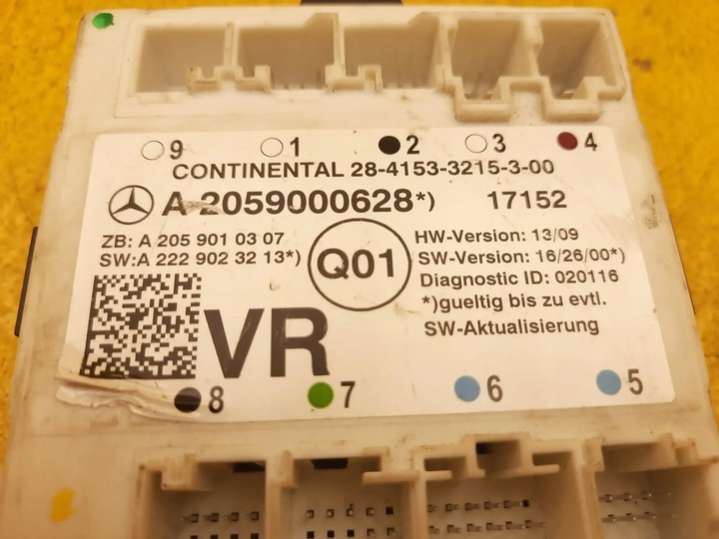 9 1 2 3 4
CONTINENTAL 28-4153-3215-3-00
A 2059000628*) 17152
ZB: A 205 901 03 07
SW:A 222 902 32 13*)
Q01
HW-Version: 13/09
SW-Version: 16/26/00*)
Diagnostic ID: 020116
*)gueltig bis zu evtl.
SW-Aktualisierung
VR
8 7 6 5